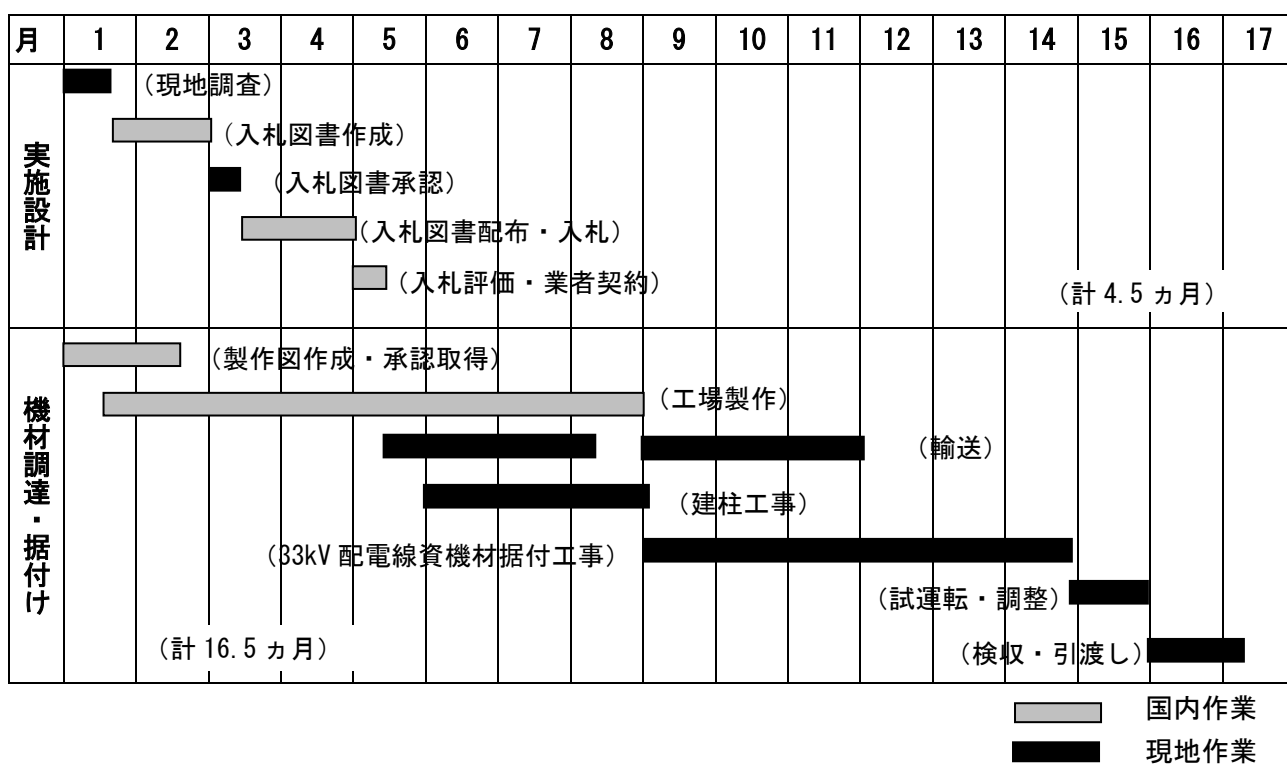 月 1 2 3 4 5 6 7 8 9 10 11 12 13 14 15 16 17
実施設計
(現地調査)
(入札図書作成)
(入札図書承認)
(入札図書配布・入札)
(入札評価・業者契約)
(計 4.5 ヵ月)
機材調達・据付け
(製作図作成・承認取得)
(工場製作)
(輸送)
(建柱工事)
(33kV 配電線資機材据付工事)
(試運転・調整)
(計 16.5 ヵ月)
(検収・引渡し)
国内作業
現地作業